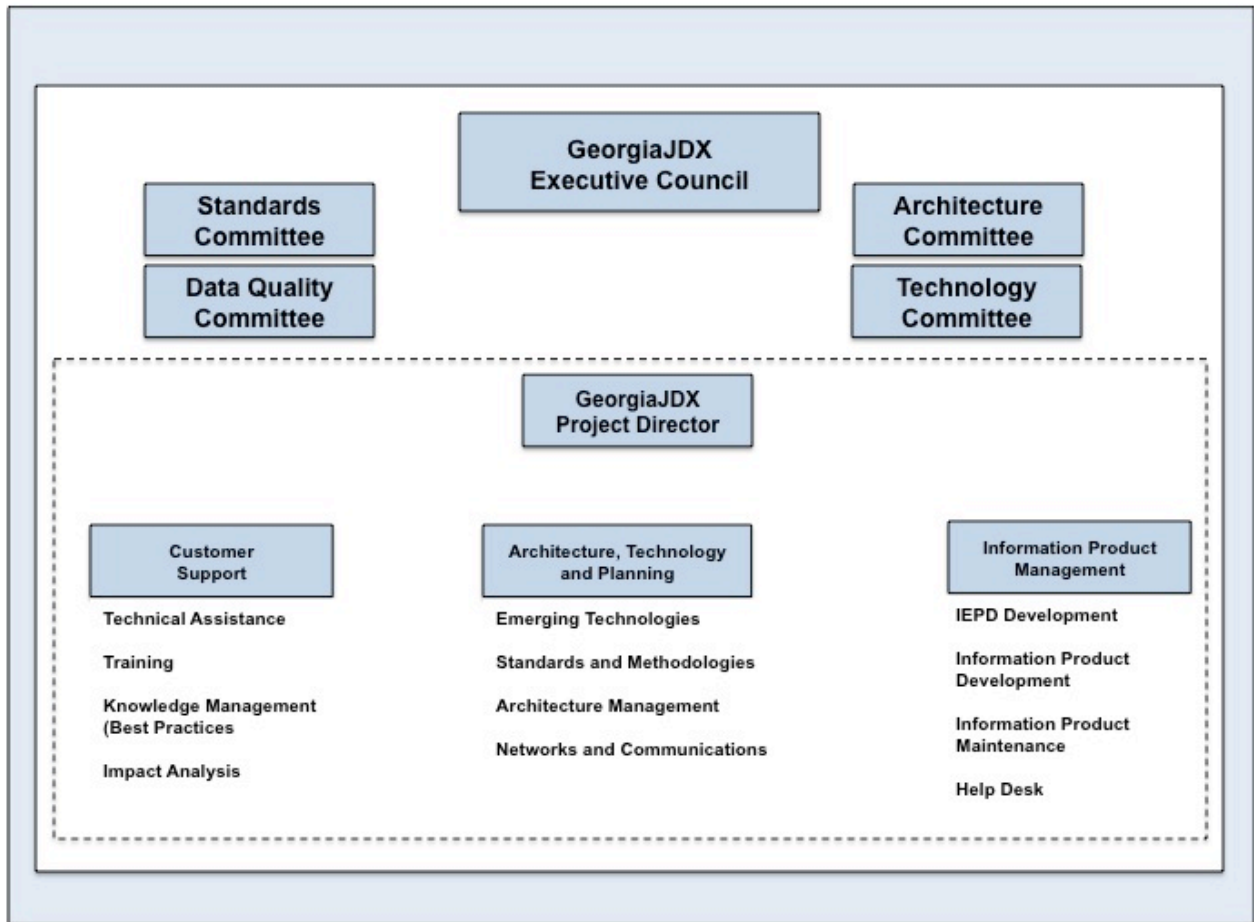 GeorgiaJDX
Executive Council
Standards
Committee
Architecture
Committee
Data Quality
Committee
Technology
Committee
GeorgiaJDX
Project Director
Customer
Support
Technical Assistance
Training
Knowledge Management
(Best Practices
Impact Analysis
Architecture, Technology
and Planning
Emerging Technologies
Standards and Methodologies
Architecture Management
Networks and Communications
Information Product
Management
IEPD Development
Information Product
Development
Information Product
Maintenance
Help Desk